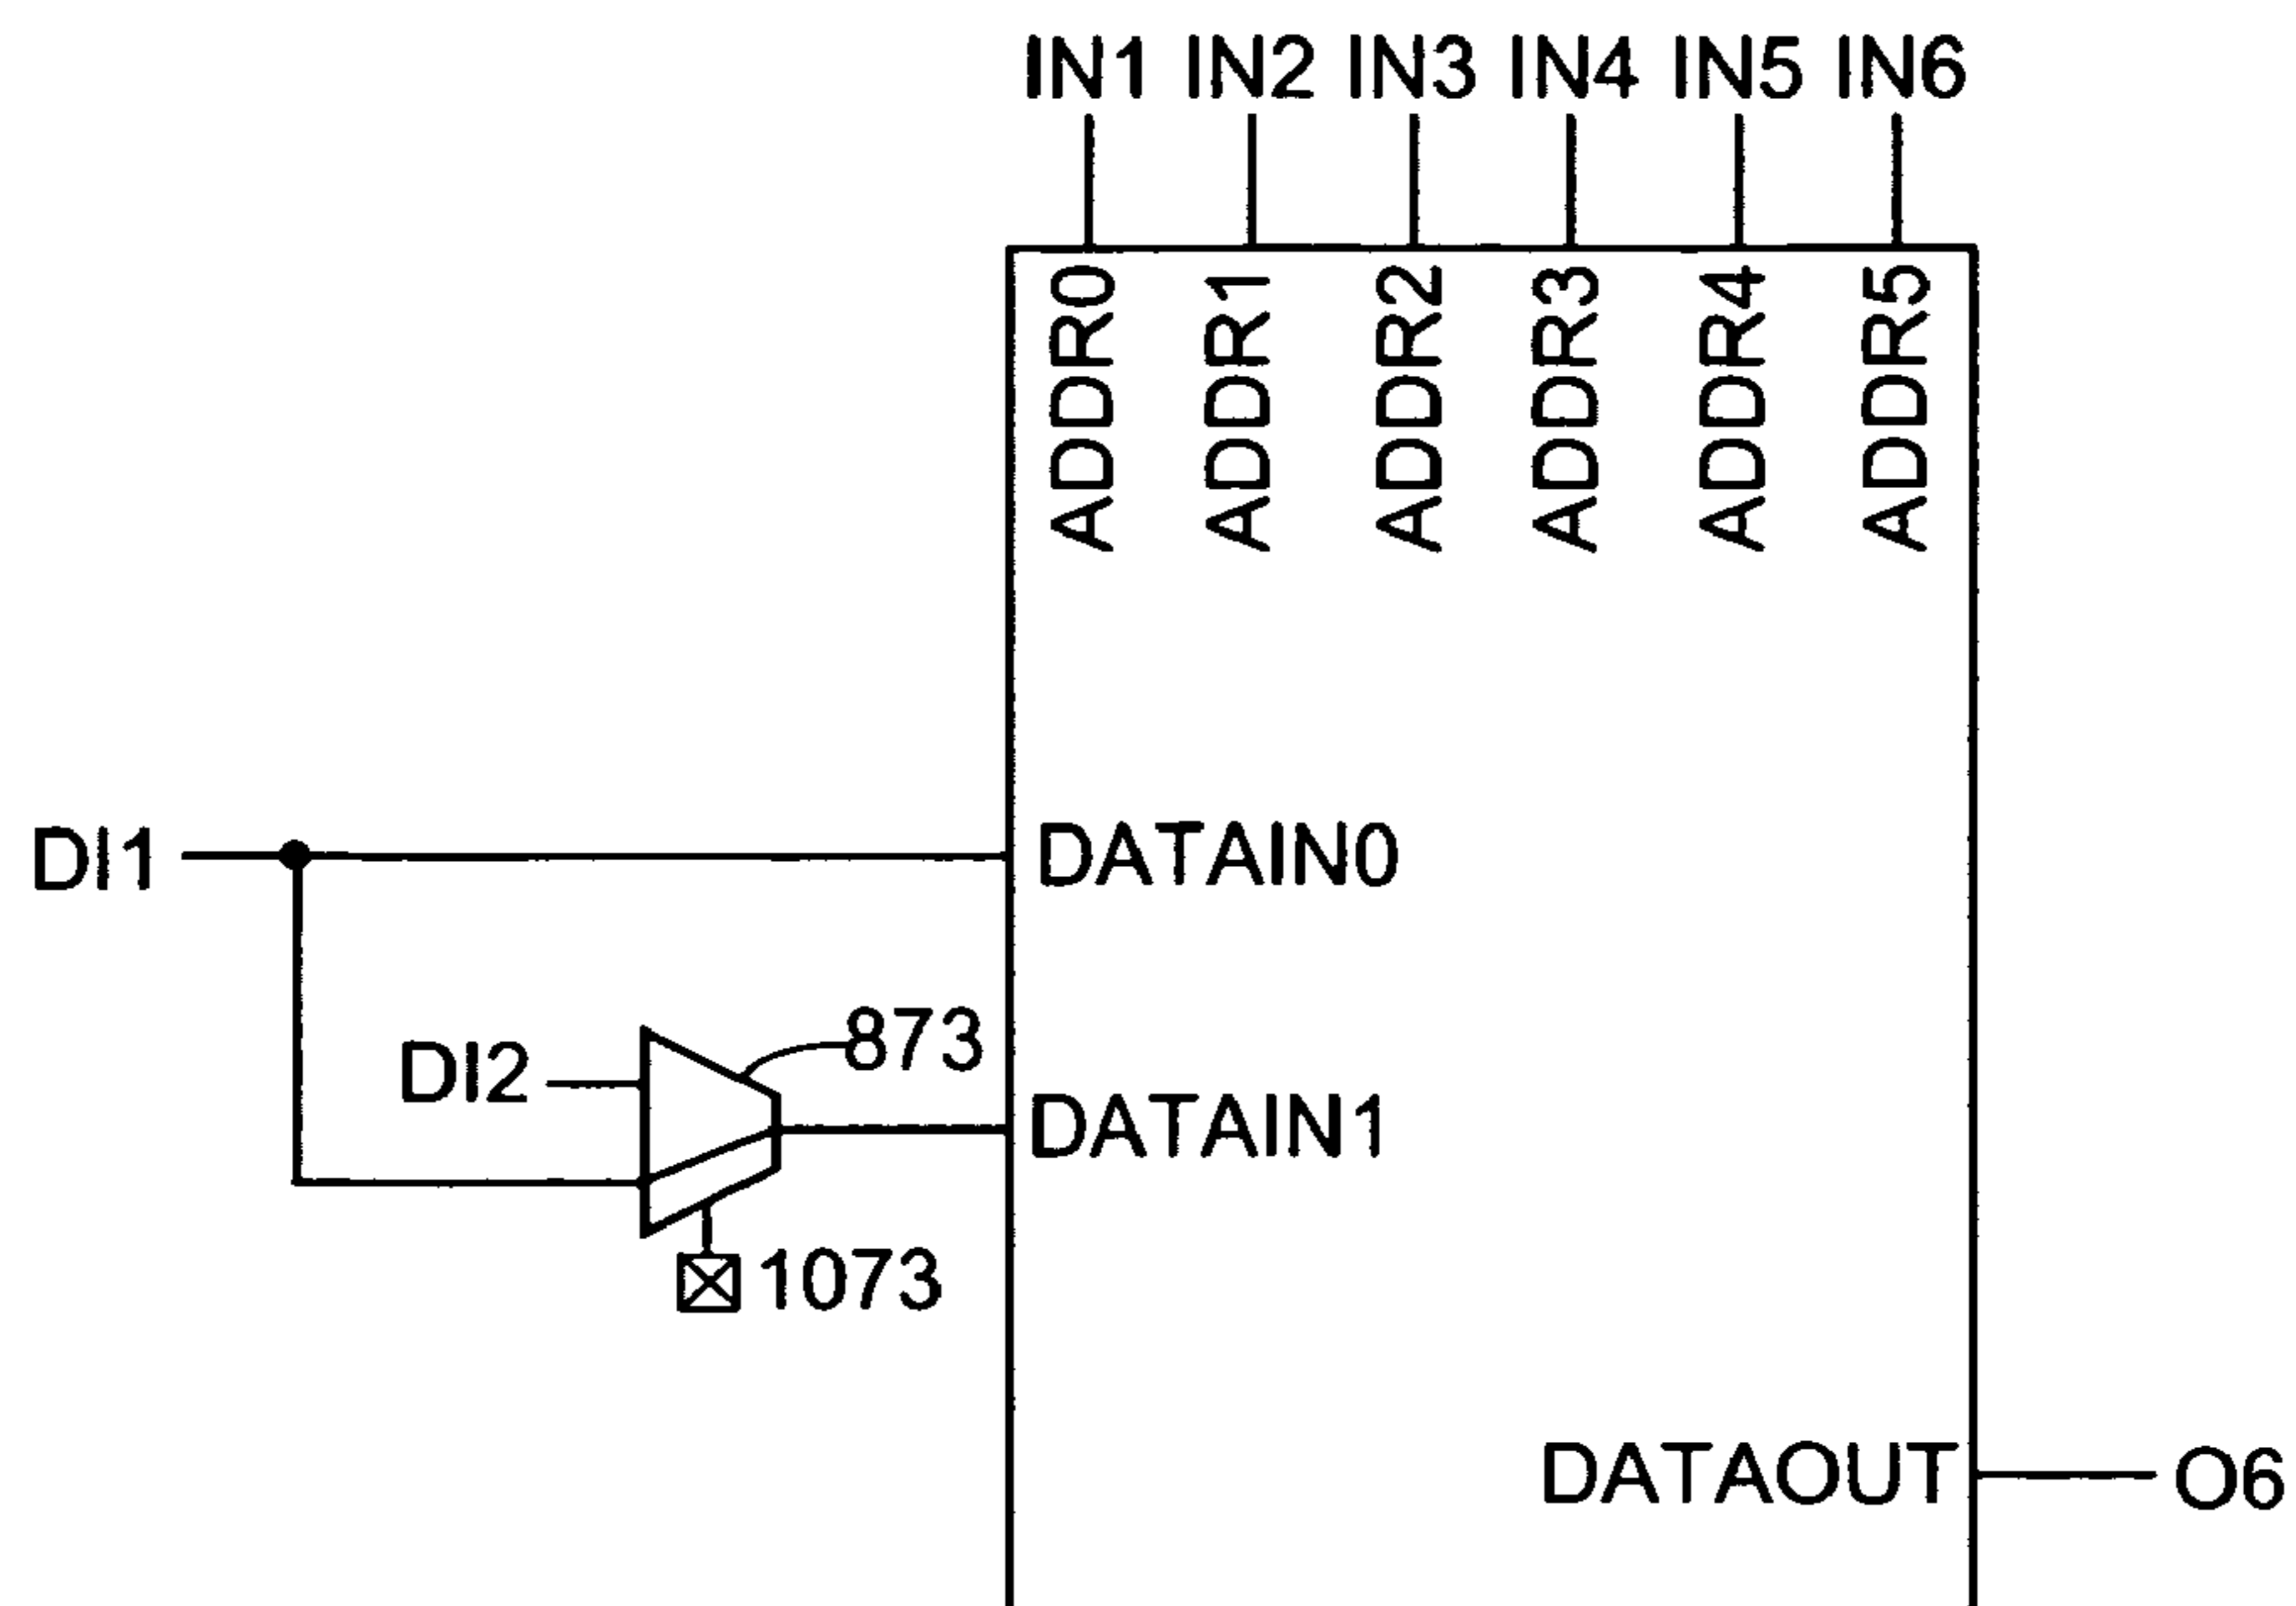 IN1 IN2 IN3 IN4 IN5 IN6
ADDR0 ADDR1 ADDR2 ADDR3 ADDR4 ADDR5
DI1 DATAIN0
873
DI2
DATAIN1
1073
DATAOUT O6